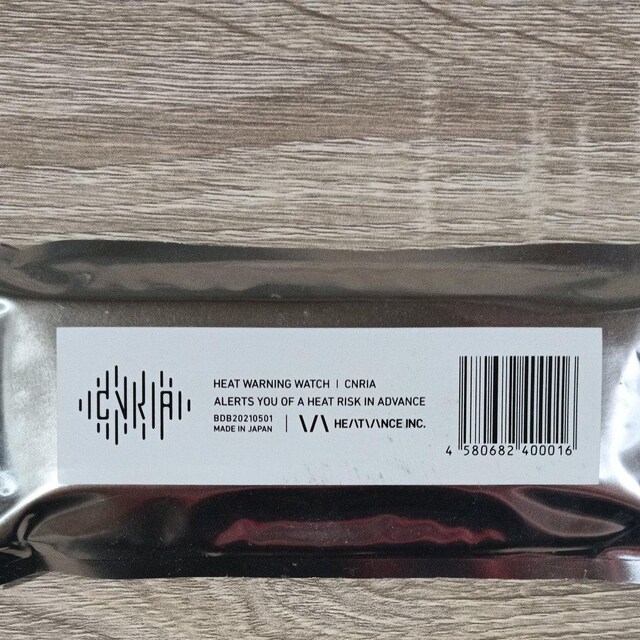 CNRIA
HEAT WARNING WATCH | CNRIA
ALERTS YOU OF A HEAT RISK IN ADVANCE
BDB20210501
MADE IN JAPAN
HEATVANCE INC.
4 580682 400016